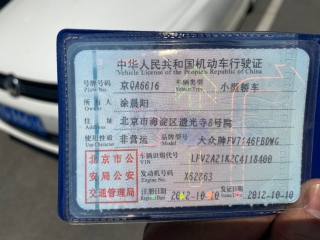 中华人民共和国机动车行驶证
Vehicle License of the People's Republic of China
号牌号码 京QA6616 车辆类型 小型轿车
Plate No. Vehicle Type
所有人 涂晨阳
Owner
住址 北京市海淀区遗光寺8号院
Address
使用性质 非营运 品牌型号 大众牌FV7146FBDWG
北京市公安局公安交通管理局
车辆识别代号 LFV2A21K2C4118400
VIN
发动机号码 X62763
Engine No.
注册日期 2012-10-10 发证日期 2012-10-10
Register Date Issue Date